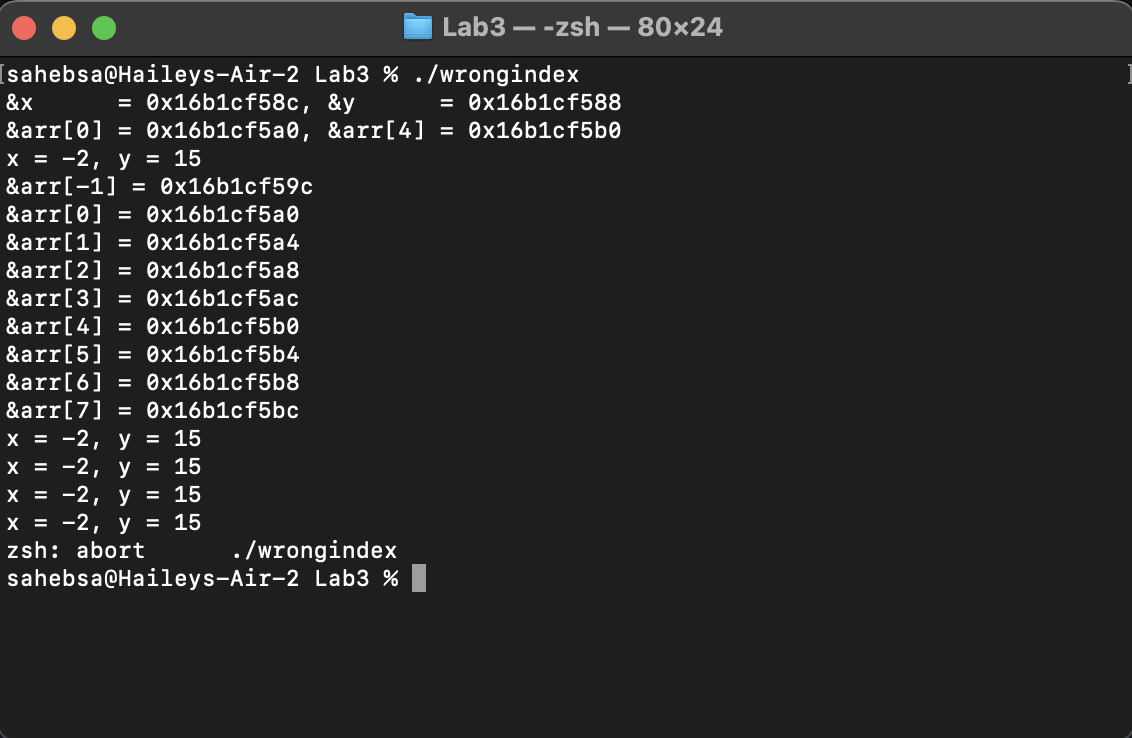 Lab3 — -zsh — 80×24
[sahebsa@Haileys-Air-2 Lab3 % ./wrongindex ]
&x      = 0x16b1cf58c, &y      = 0x16b1cf588
&arr[0] = 0x16b1cf5a0, &arr[4] = 0x16b1cf5b0
x = -2, y = 15
&arr[-1] = 0x16b1cf59c
&arr[0] = 0x16b1cf5a0
&arr[1] = 0x16b1cf5a4
&arr[2] = 0x16b1cf5a8
&arr[3] = 0x16b1cf5ac
&arr[4] = 0x16b1cf5b0
&arr[5] = 0x16b1cf5b4
&arr[6] = 0x16b1cf5b8
&arr[7] = 0x16b1cf5bc
x = -2, y = 15
x = -2, y = 15
x = -2, y = 15
x = -2, y = 15
zsh: abort      ./wrongindex
sahebsa@Haileys-Air-2 Lab3 %